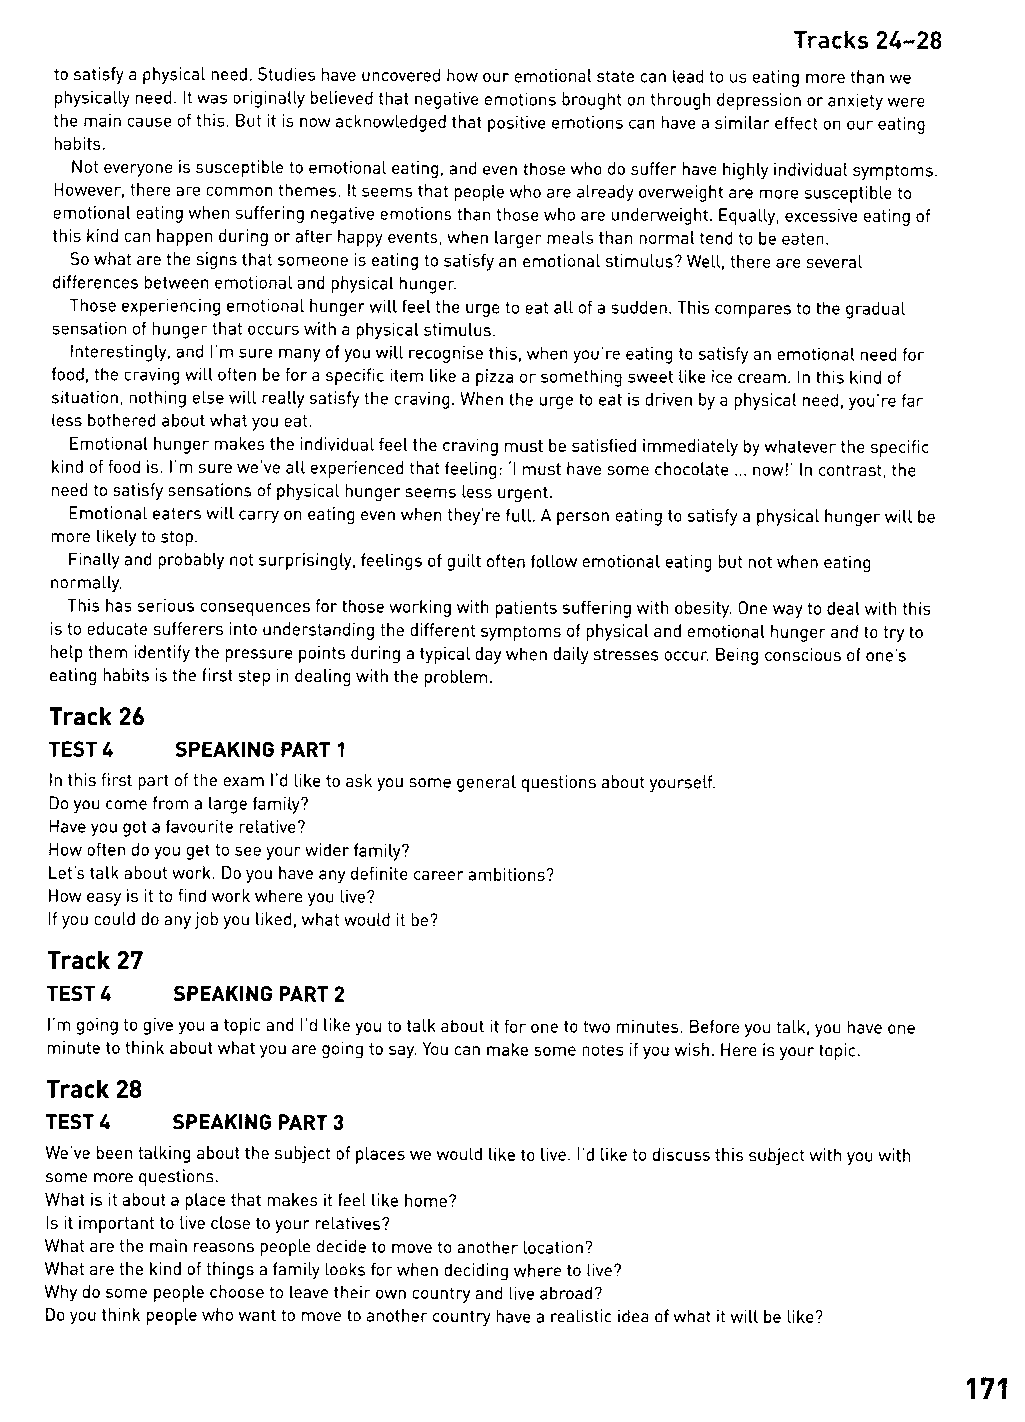 Tracks 24–28
to satisfy a physical need. Studies have uncovered how our emotional state can lead to us eating more than we
physically need. It was originally believed that negative emotions brought on through depression or anxiety were
the main cause of this. But it is now acknowledged that positive emotions can have a similar effect on our eating
habits.
Not everyone is susceptible to emotional eating, and even those who do suffer have highly individual symptoms.
However, there are common themes. It seems that people who are already overweight are more susceptible to
emotional eating when suffering negative emotions than those who are underweight. Equally, excessive eating of
this kind can happen during or after happy events, when larger meals than normal tend to be eaten.
So what are the signs that someone is eating to satisfy an emotional stimulus? Well, there are several
differences between emotional and physical hunger.
Those experiencing emotional hunger will feel the urge to eat all of a sudden. This compares to the gradual
sensation of hunger that occurs with a physical stimulus.
Interestingly, and I'm sure many of you will recognise this, when you're eating to satisfy an emotional need for
food, the craving will often be for a specific item like a pizza or something sweet like ice cream. In this kind of
situation, nothing else will really satisfy the craving. When the urge to eat is driven by a physical need, you're far
less bothered about what you eat.
Emotional hunger makes the individual feel the craving must be satisfied immediately by whatever the specific
kind of food is. I'm sure we've all experienced that feeling: 'I must have some chocolate ... now!' In contrast, the
need to satisfy sensations of physical hunger seems less urgent.
Emotional eaters will carry on eating even when they're full. A person eating to satisfy a physical hunger will be
more likely to stop.
Finally and probably not surprisingly, feelings of guilt often follow emotional eating but not when eating
normally.
This has serious consequences for those working with patients suffering with obesity. One way to deal with this
is to educate sufferers into understanding the different symptoms of physical and emotional hunger and to try to
help them identify the pressure points during a typical day when daily stresses occur. Being conscious of one's
eating habits is the first step in dealing with the problem.
Track 26
TEST 4 SPEAKING PART 1
In this first part of the exam I'd like to ask you some general questions about yourself.
Do you come from a large family?
Have you got a favourite relative?
How often do you get to see your wider family?
Let's talk about work. Do you have any definite career ambitions?
How easy is it to find work where you live?
If you could do any job you liked, what would it be?
Track 27
TEST 4 SPEAKING PART 2
I'm going to give you a topic and I'd like you to talk about it for one to two minutes. Before you talk, you have one
minute to think about what you are going to say. You can make some notes if you wish. Here is your topic.
Track 28
TEST 4 SPEAKING PART 3
We've been talking about the subject of places we would like to live. I'd like to discuss this subject with you with
some more questions.
What is it about a place that makes it feel like home?
Is it important to live close to your relatives?
What are the main reasons people decide to move to another location?
What are the kind of things a family looks for when deciding where to live?
Why do some people choose to leave their own country and live abroad?
Do you think people who want to move to another country have a realistic idea of what it will be like?
171